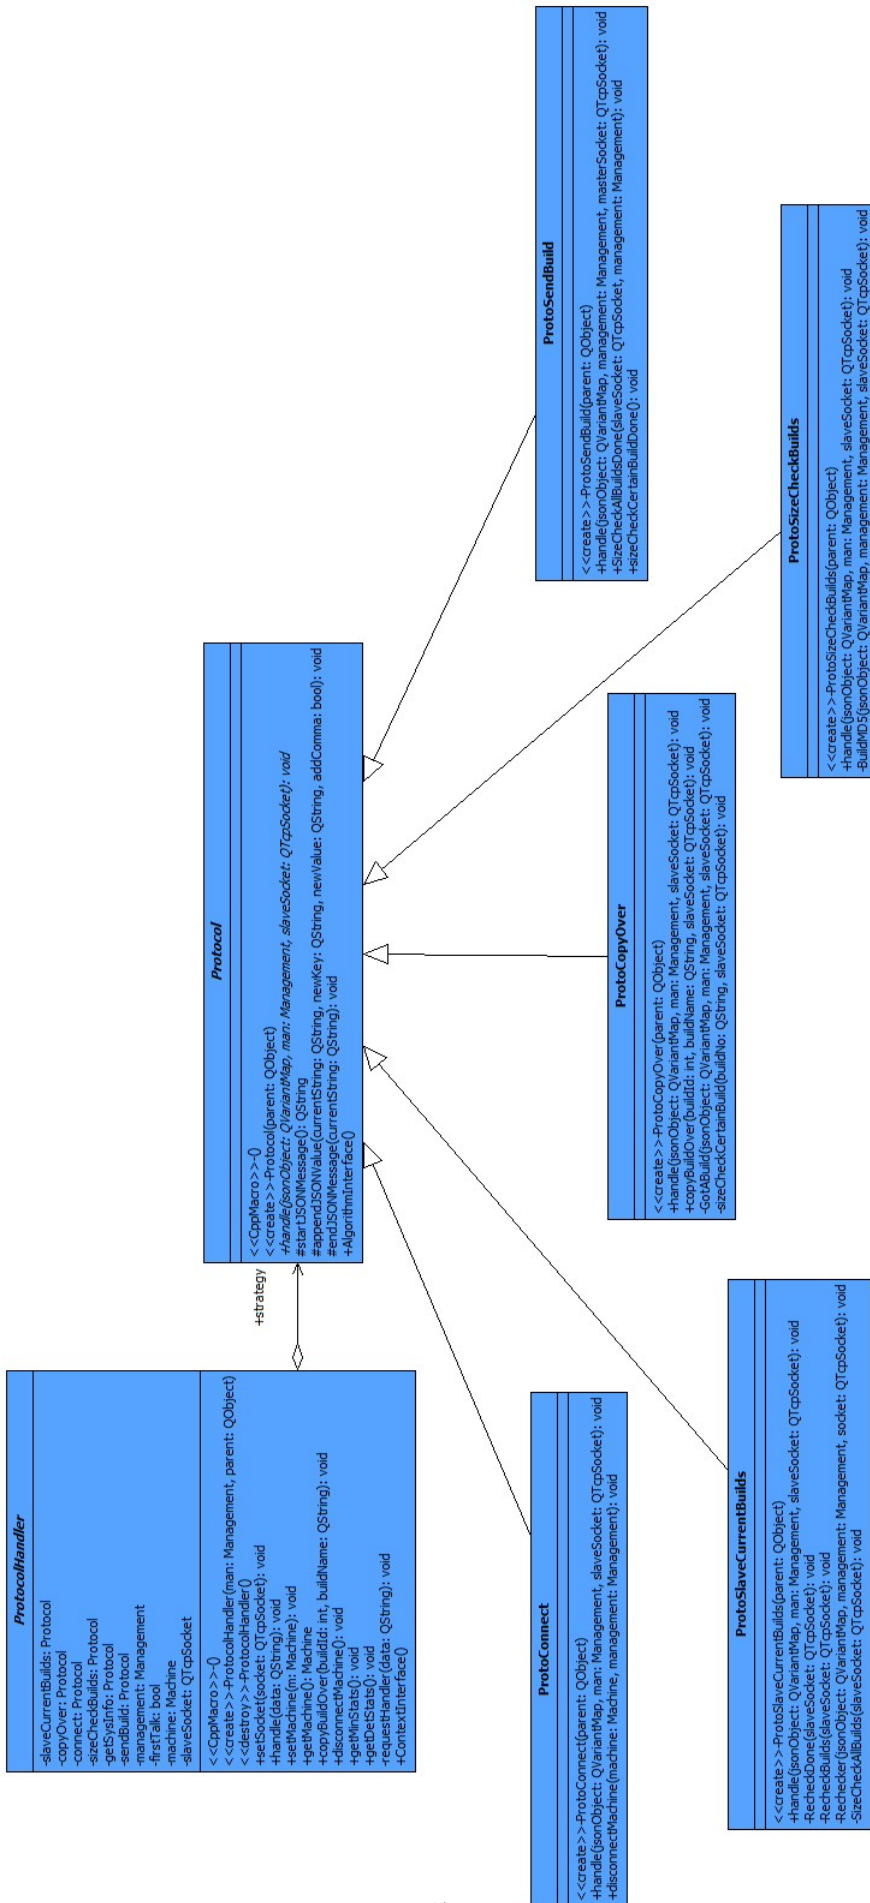 ProtocolHandler
-slaveCurrentBuilds: Protocol
-copyOver: Protocol
-connect: Protocol
-sizeCheckBuilds: Protocol
-getSysInfo: Protocol
-sendBuild: Protocol
-management: Management
-firstTalk: bool
-machine: Machine
-slaveSocket: QTcpSocket
<<CppMacro>>-()
<<create>>-ProtocolHandler(man: Management, parent: QObject)
<<destroy>>-ProtocolHandler()
+setSocket(socket: QTcpSocket): void
+handle(data: QString): void
+setMachine(m: Machine): void
+getMachine(): Machine
+copyBuildOver(buildId: int, buildName: QString): void
+disconnectMachine(): void
+getMinStats(): void
+getDetStats(): void
-requestHandler(data: QString): void
+ContextInterface()
+strategy
Protocol
<<CppMacro>>-()
<<create>>-Protocol(parent: QObject)
+handle(jsonObject: QVariantMap, man: Management, slaveSocket: QTcpSocket): void
#startJSONMessage(): QString
#appendJSONValue(currentString: QString, newKey: QString, newValue: QString, addComma: bool): void
#endJSONMessage(currentString: QString): void
+AlgorithmInterface()
ProtoConnect
<<create>>-ProtoConnect(parent: QObject)
+handle(jsonObject: QVariantMap, man: Management, slaveSocket: QTcpSocket): void
+disconnectMachine(machine: Machine, management: Management): void
ProtoSlaveCurrentBuilds
<<create>>-ProtoSlaveCurrentBuilds(parent: QObject)
+handle(jsonObject: QVariantMap, man: Management, slaveSocket: QTcpSocket): void
-RecheckDone(slaveSocket: QTcpSocket): void
-RecheckBuilds(slaveSocket: QTcpSocket): void
-Rechecker(jsonObject: QVariantMap, management: Management, socket: QTcpSocket): void
-SizeCheckAllBuilds(slaveSocket: QTcpSocket): void
ProtoCopyOver
<<create>>-ProtoCopyOver(parent: QObject)
+handle(jsonObject: QVariantMap, man: Management, slaveSocket: QTcpSocket): void
+copyBuildOver(buildId: int, buildName: QString, slaveSocket: QTcpSocket): void
-GotABuild(jsonObject: QVariantMap, man: Management, slaveSocket: QTcpSocket): void
-sizeCheckCertainBuild(buildNo: QString, slaveSocket: QTcpSocket): void
ProtoSendBuild
<<create>>-ProtoSendBuild(parent: QObject)
+handle(jsonObject: QVariantMap, management: Management, masterSocket: QTcpSocket): void
+SizeCheckAllBuildsDone(slaveSocket: QTcpSocket, management: Management): void
+sizeCheckCertainBuildDone(): void
ProtoSizeCheckBuilds
<<create>>-ProtoSizeCheckBuilds(parent: QObject)
+handle(jsonObject: QVariantMap, man: Management, slaveSocket: QTcpSocket): void
-BuildMD5(jsonObject: QVariantMap, management: Management, slaveSocket: QTcpSocket): void